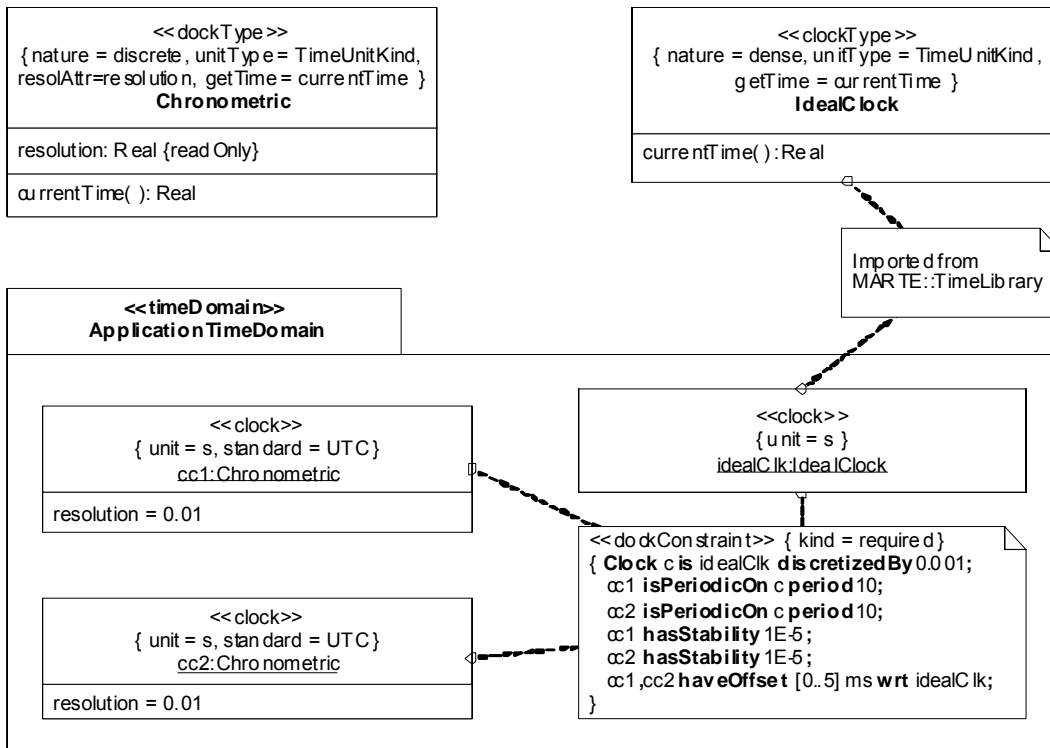 <<clockType>>
{ nature = discrete, unitType = TimeUnitKind,
resolAttr=resolution, getTime = currentTime }
Chronometric
resolution: Real {readOnly}
currentTime( ): Real
<<clockType>>
{ nature = dense, unitType = TimeUnitKind,
getTime = currentTime }
IdealClock
currentTime( ): Real
Imported from
MARTE::TimeLibrary
<<timeDomain>>
ApplicationTimeDomain
<<clock>>
{ unit = s, standard = UTC }
cc1:Chronometric
resolution = 0.01
<<clock>>
{ unit = s }
idealClk:IdealClock
<<clock>>
{ unit = s, standard = UTC }
cc2:Chronometric
resolution = 0.01
<<clockConstraint>> { kind = required }
{ Clock c is idealClk discretizedBy 0.001;
cc1 isPeriodicOn c period 10;
cc2 isPeriodicOn c period 10;
cc1 hasStability 1E-5;
cc2 hasStability 1E-5;
cc1,cc2 haveOffset [0..5] ms wrt idealClk;
}